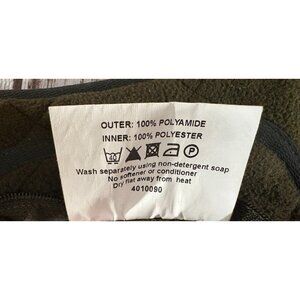 OUTER: 100% POLYAMIDE
INNER: 100% POLYESTER
Wash separately using non-detergent soap
No softener or conditioner
Dry flat away from heat
4010090